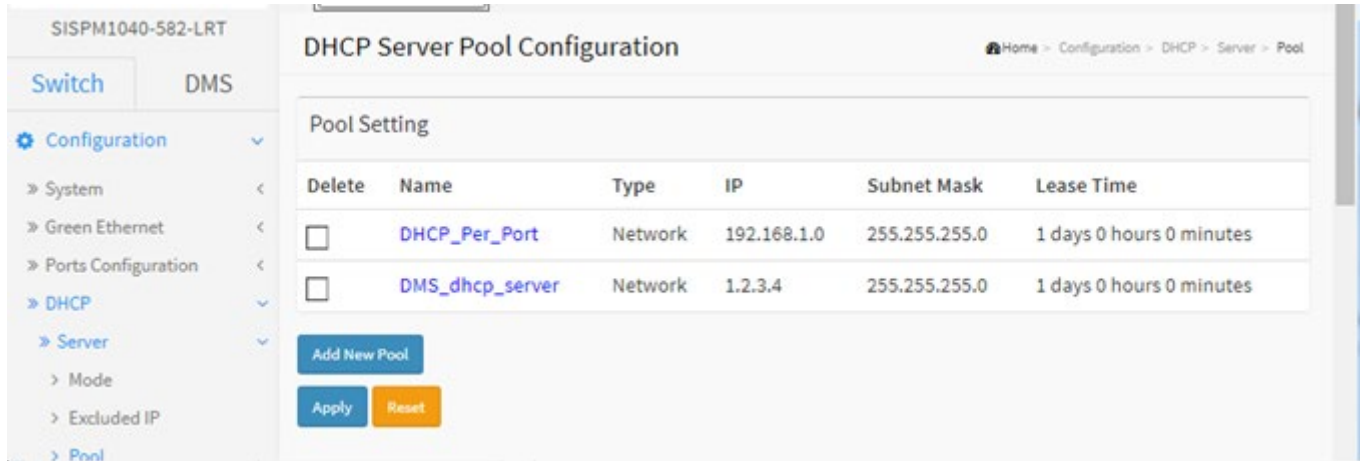 SISPM1040-582-LRT
Switch DMS
Configuration
System
Green Ethernet
Ports Configuration
DHCP
Server
Mode
Excluded IP
Pool
DHCP Server Pool Configuration
Home > Configuration > DHCP > Server > Pool
Pool Setting
Delete Name Type IP Subnet Mask Lease Time
DHCP_Per_Port Network 192.168.1.0 255.255.255.0 1 days 0 hours 0 minutes
DMS_dhcp_server Network 1.2.3.4 255.255.255.0 1 days 0 hours 0 minutes
Add New Pool
Apply Reset